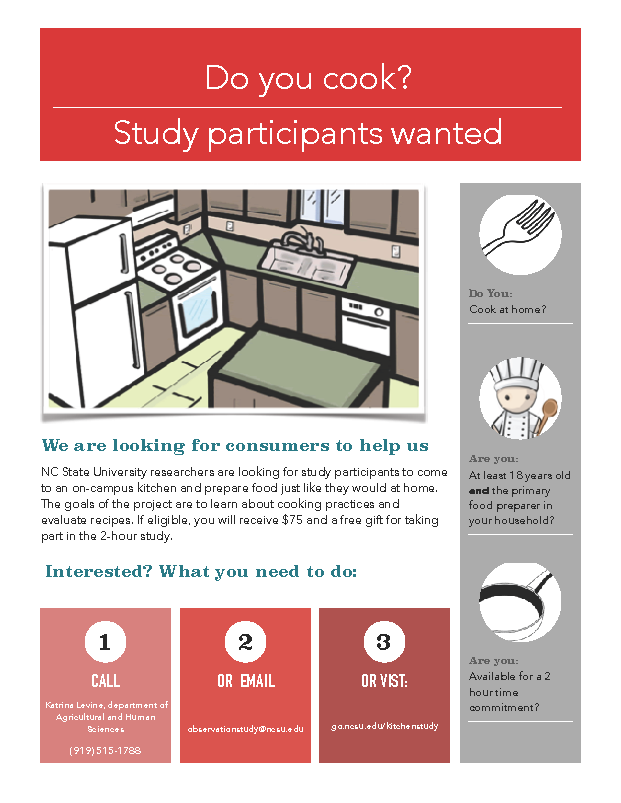 Do you cook?
Study participants wanted
We are looking for consumers to help us
NC State University researchers are looking for study participants to come
to an on-campus kitchen and prepare food just like they would at home.
The goals of the project are to learn about cooking practices and
evaluate recipes. If eligible, you will receive $75 and a free gift for taking
part in the 2-hour study.
Interested? What you need to do:
1
CALL
Katrina Levine, department of
Agricultural and Human
Sciences
(919) 515-1788
2
OR EMAIL
observationstudy@ncsu.edu
3
OR VIST:
go.ncsu.edu/kitchenstudy
Do You:
Cook at home?
Are you:
At least 18 years old
and the primary
food preparer in
your household?
Are you:
Available for a 2
hour time
commitment?